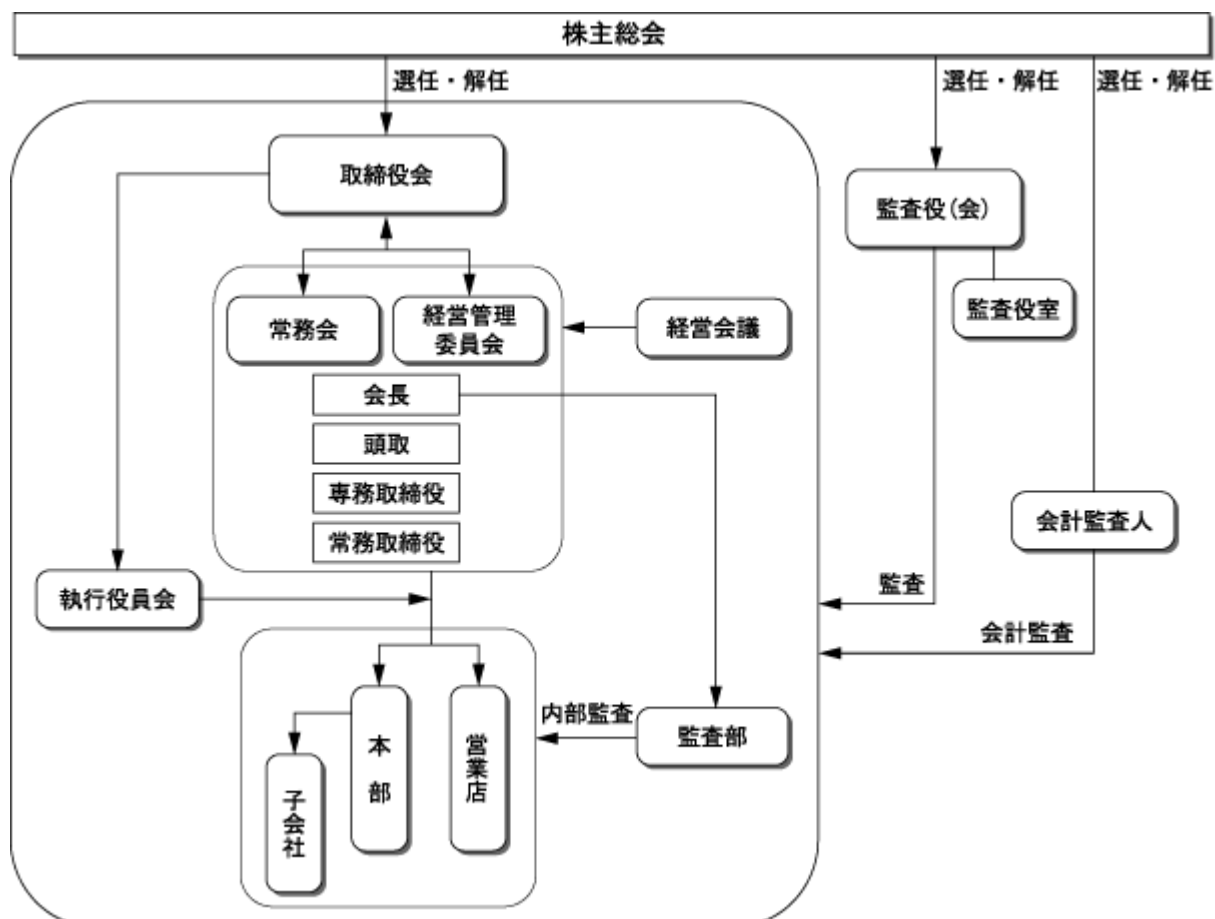 株主総会
選任・解任
選任・解任
選任・解任
取締役会
監査役(会)
監査役室
常務会
経営管理
委員会
経営会議
会長
頭取
専務取締役
常務取締役
会計監査人
執行役員会
監査
会計監査
内部監査
監査部
本部
営業店
子会社